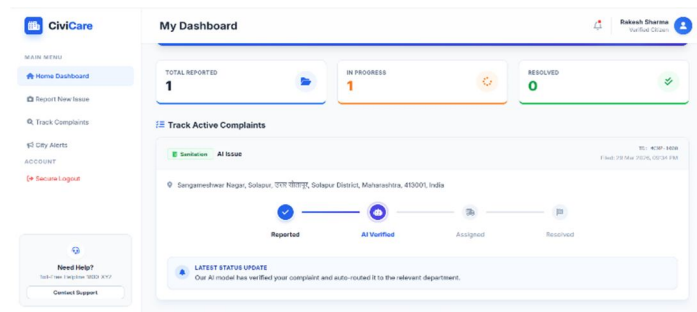 CiviCare
My Dashboard
Rakesh Sharma
Verified Citizen
MAIN MENU
Home Dashboard
Report New Issue
Track Complaints
City Alerts
ACCOUNT
Secure Logout
TOTAL REPORTED
1
IN PROGRESS
1
RESOLVED
0
Track Active Complaints
Sanitation AI Issue
Sangameshwar Nagar, Solapur, उत्तर सोलापुर, Solapur District, Maharashtra, 413001, India
Reported
AI Verified
Assigned
Resolved
LATEST STATUS UPDATE
Our AI model has verified your complaint and auto-routed it to the relevant department.
Need Help?
Toll-Free Helpline
Contact Support